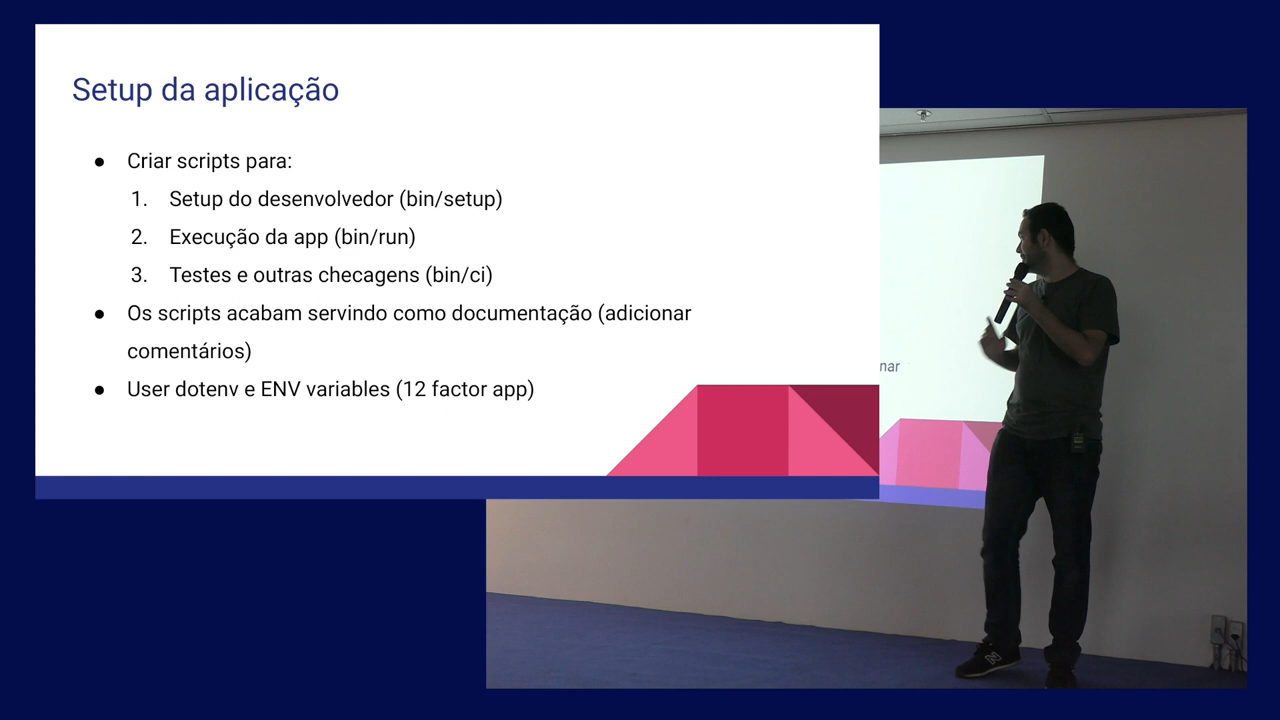 Setup da aplicação
● Criar scripts para:
1. Setup do desenvolvedor (bin/setup)
2. Execução da app (bin/run)
3. Testes e outras checagens (bin/ci)
● Os scripts acabam servindo como documentação (adicionar
comentários)
● User dotenv e ENV variables (12 factor app)
nar